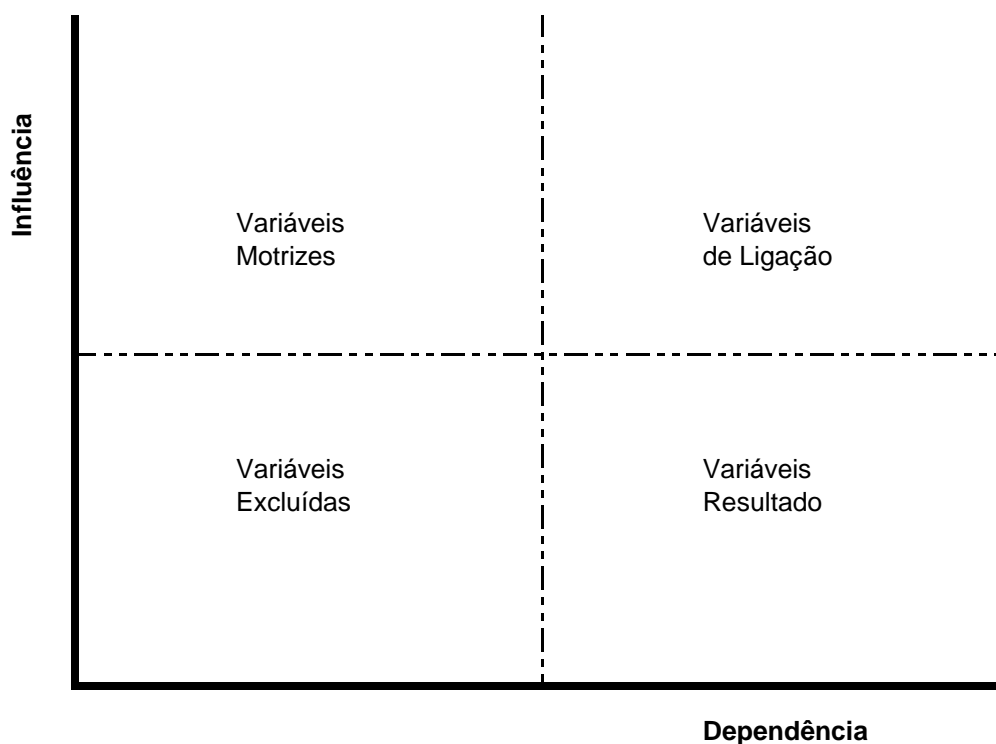 Influência
Variáveis
Motrizes
Variáveis
de Ligação
Variáveis
Excluídas
Variáveis
Resultado
Dependência